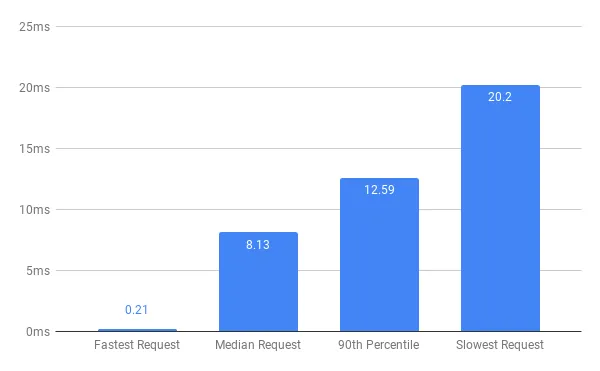 25ms
20ms
15ms
10ms
5ms
0ms
0.21
8.13
12.59
20.2
Fastest Request
Median Request
90th Percentile
Slowest Request